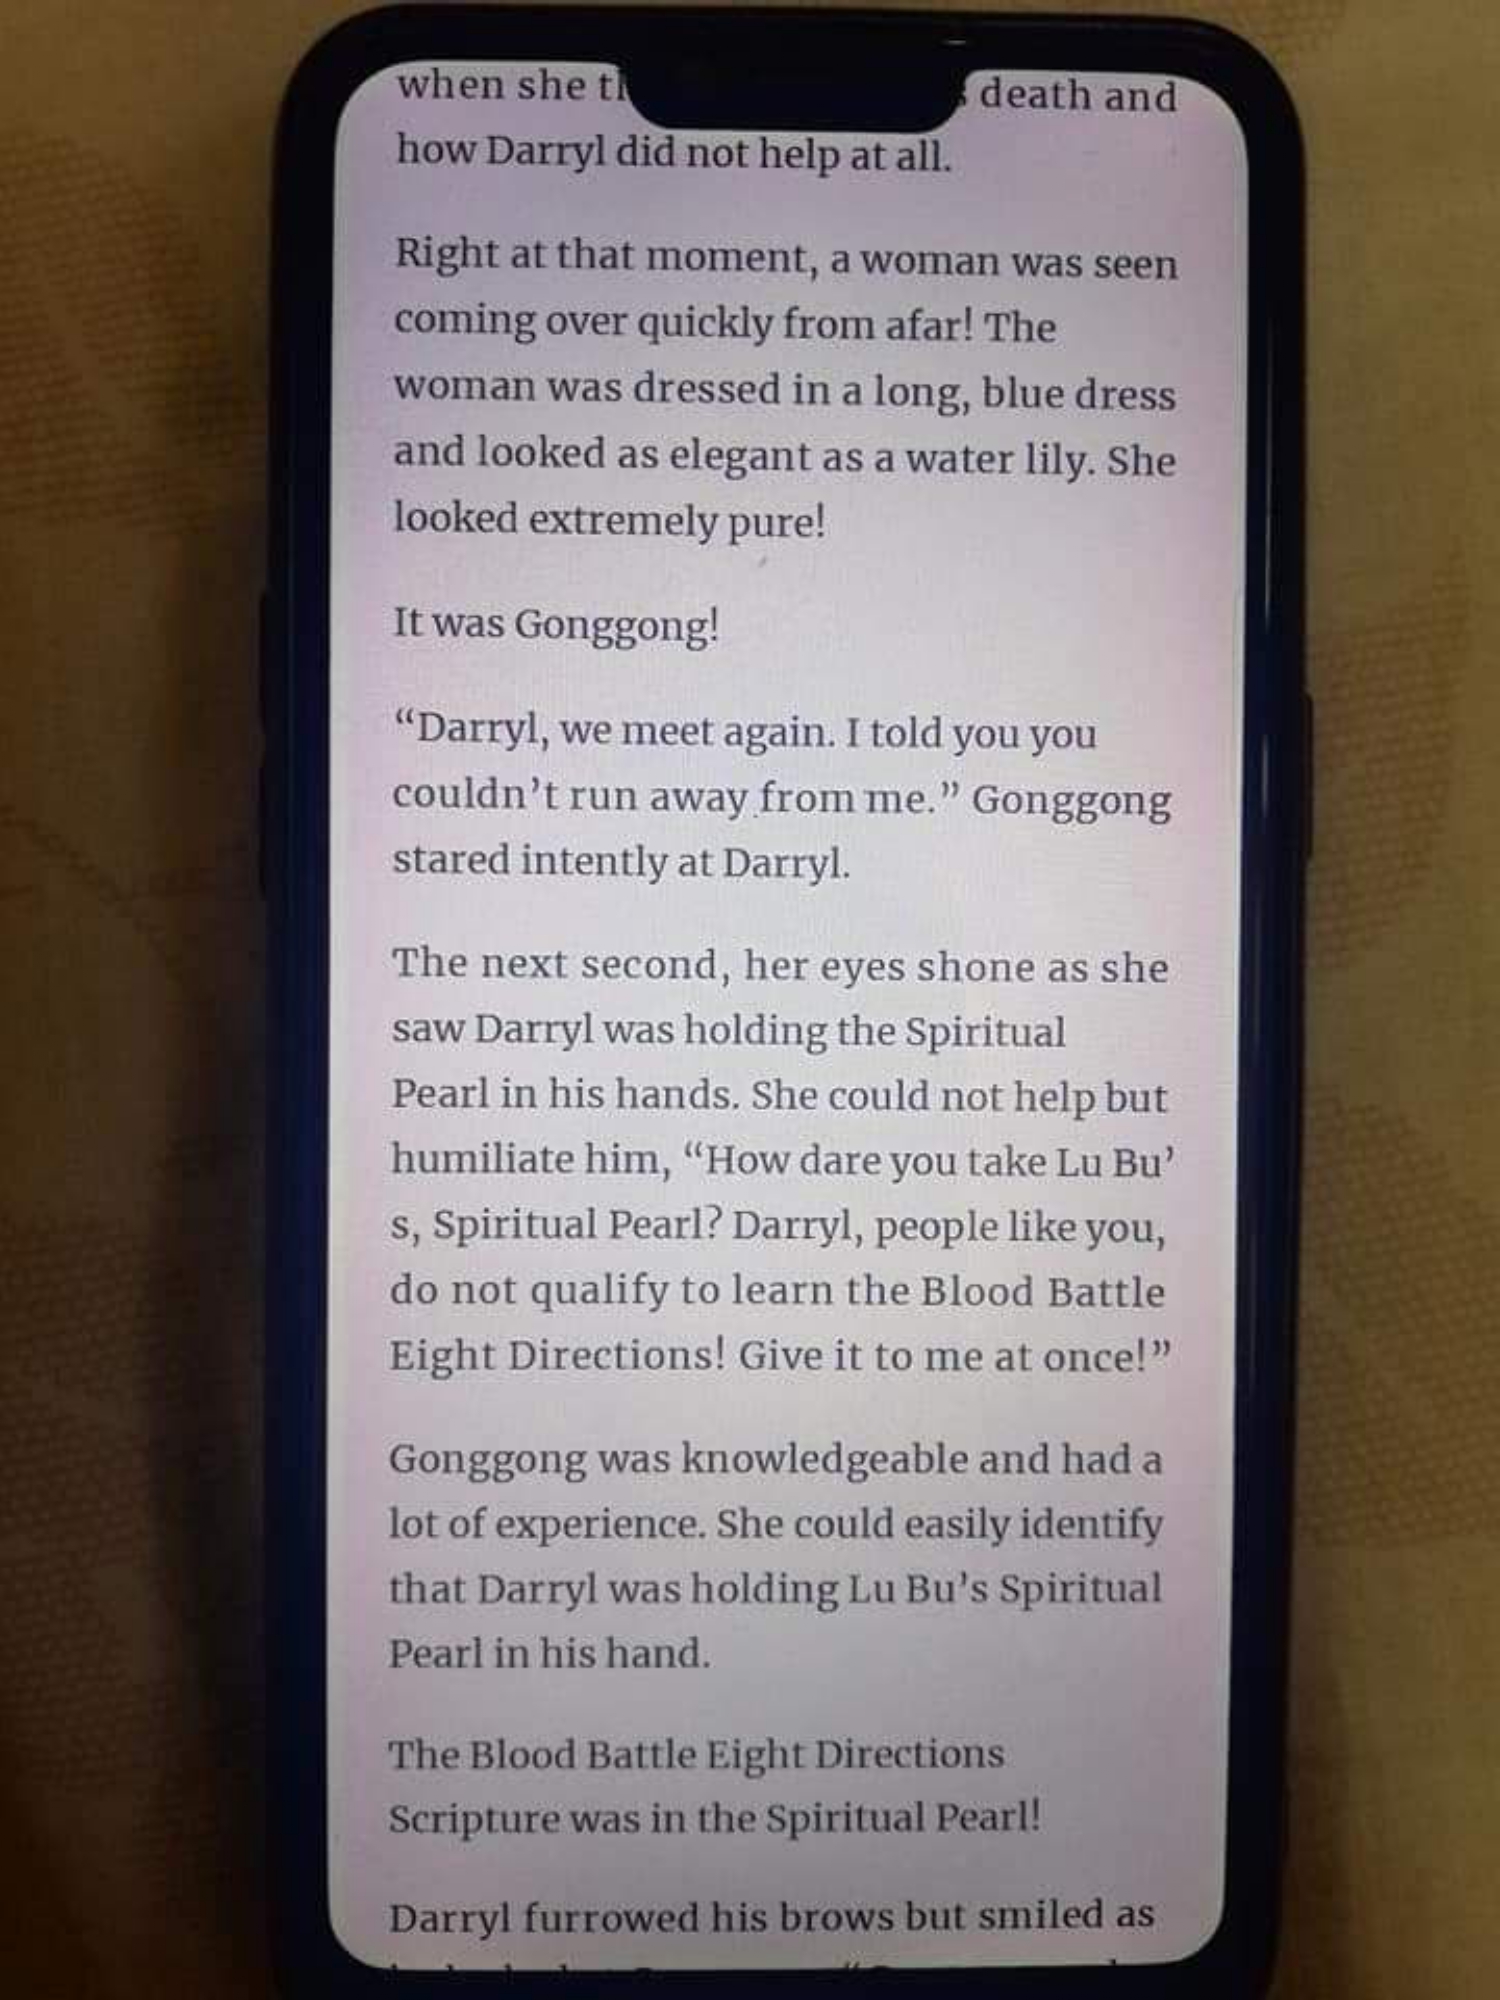 when she death and
how Darryl did not help at all.
Right at that moment, a woman was seen
coming over quickly from afar! The
woman was dressed in a long, blue dress
and looked as elegant as a water lily. She
looked extremely pure!
It was Gonggong!
“Darryl, we meet again. I told you you
couldn’t run away from me.” Gonggong
stared intently at Darryl.
The next second, her eyes shone as she
saw Darryl was holding the Spiritual
Pearl in his hands. She could not help but
humiliate him, “How dare you take Lu Bu’
s, Spiritual Pearl? Darryl, people like you,
do not qualify to learn the Blood Battle
Eight Directions! Give it to me at once!”
Gonggong was knowledgeable and had a
lot of experience. She could easily identify
that Darryl was holding Lu Bu’s Spiritual
Pearl in his hand.
The Blood Battle Eight Directions
Scripture was in the Spiritual Pearl!
Darryl furrowed his brows but smiled as